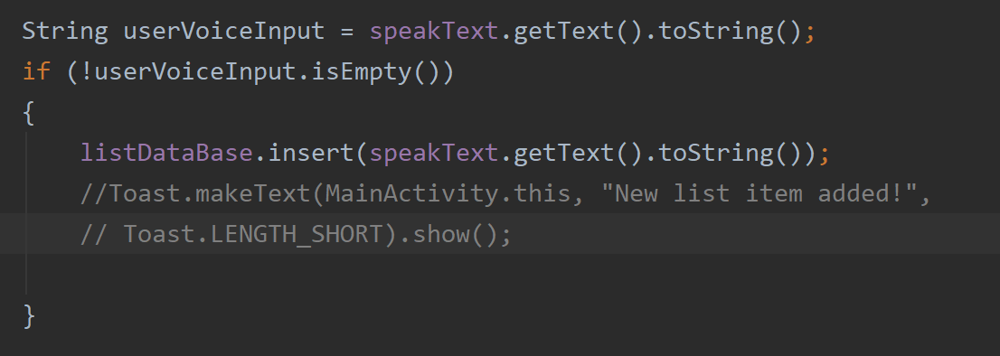 String userVoiceInput = speakText.getText().toString();
if (!userVoiceInput.isEmpty())
{
listDataBase.insert(speakText.getText().toString());
//Toast.makeText(MainActivity.this, "New list item added!",
// Toast.LENGTH_SHORT).show();
}